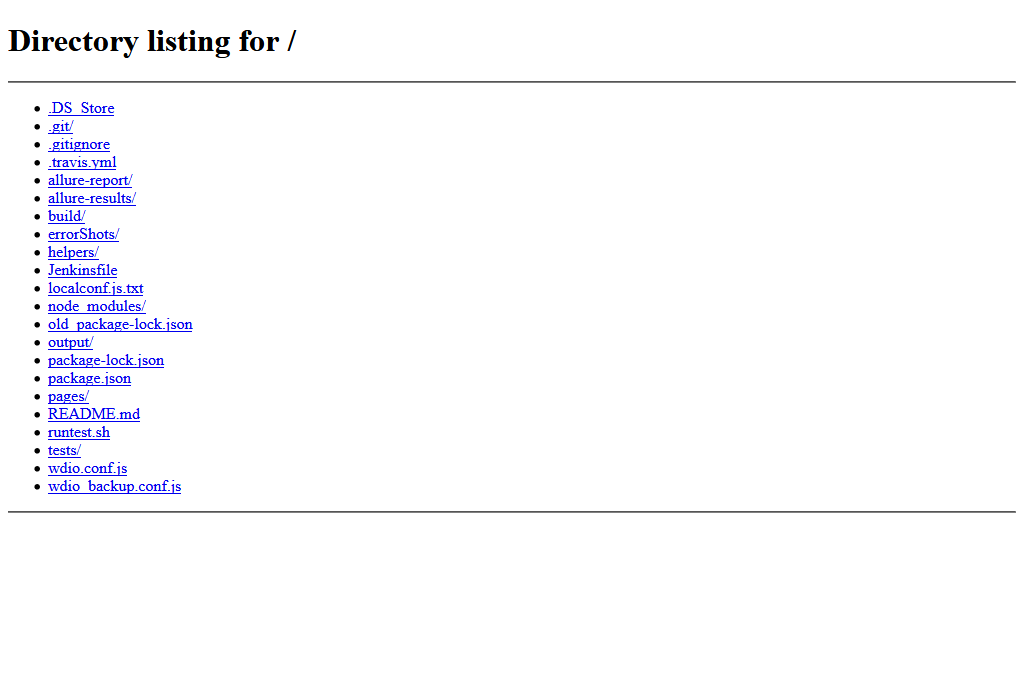 Directory listing for /
.DS_Store
.git/
.gitignore
.travis.yml
allure-report/
allure-results/
build/
errorShots/
helpers/
Jenkinsfile
localconf.js.txt
node_modules/
old_package-lock.json
output/
package-lock.json
package.json
pages/
README.md
runtest.sh
tests/
wdio.conf.js
wdio_backup.conf.js